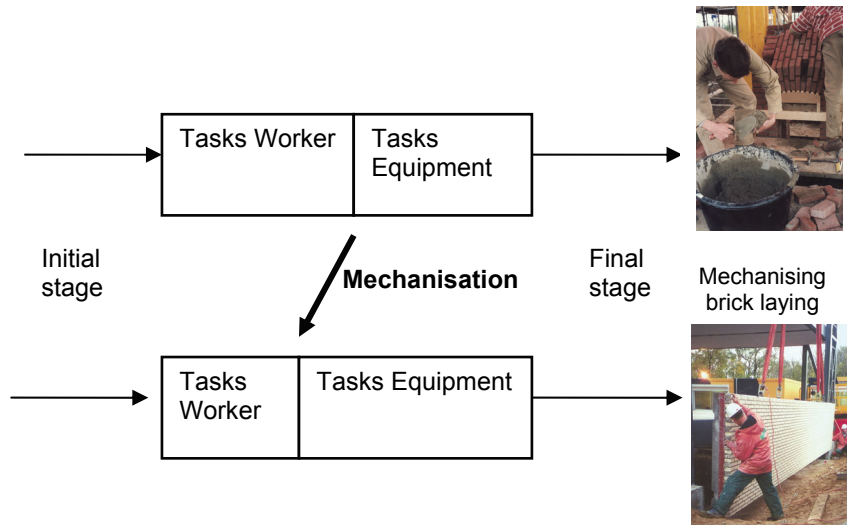 Tasks Worker
Tasks
Equipment
Initial
stage
Mechanisation
Final
stage
Mechanising
brick laying
Tasks
Worker
Tasks Equipment